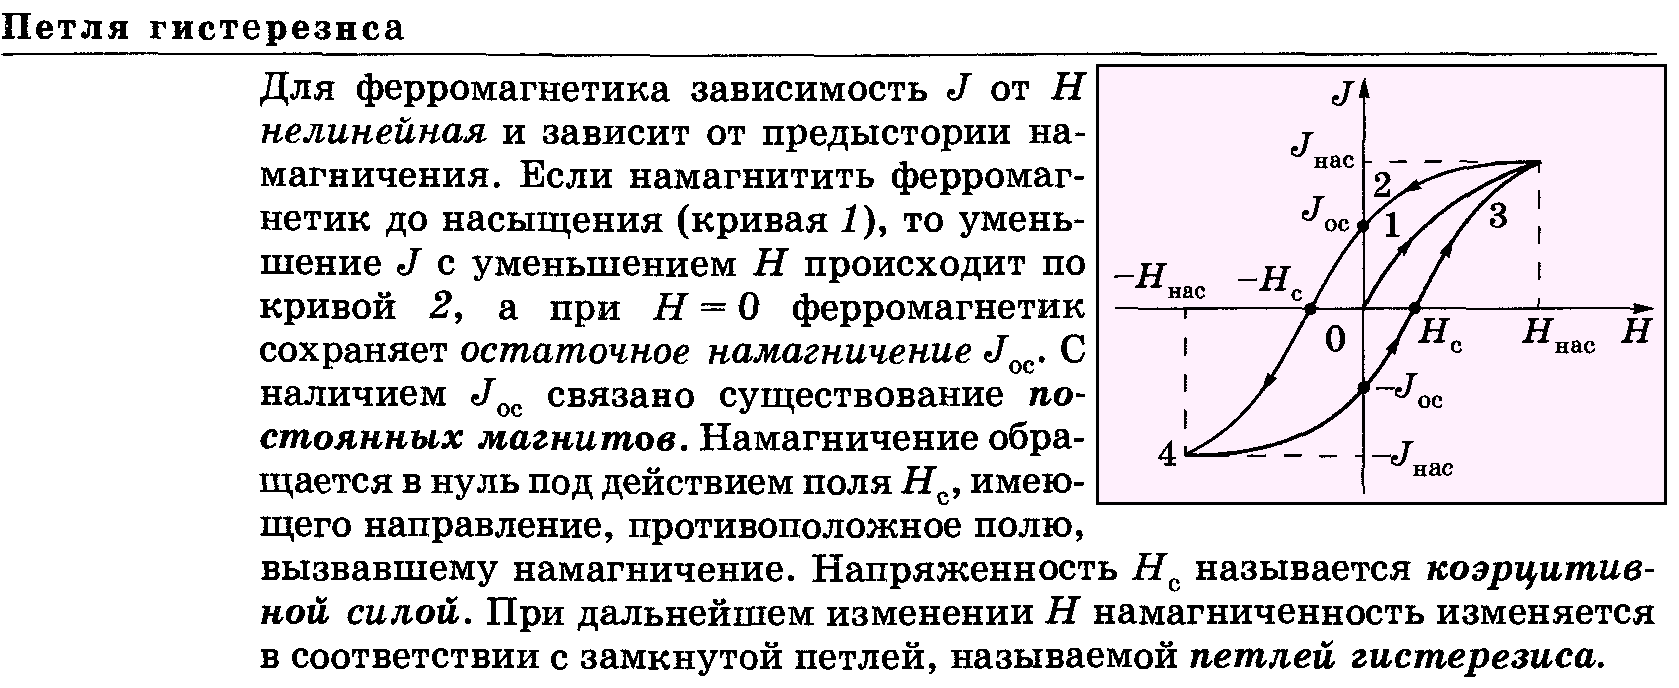 Петля гистерезнса
Для ферромагнетика зависимость J от H
нелинейная и зависит от предыстории на-
магничения. Если намагнитить ферромаг-
нетик до насыщения (кривая 1), то умень-
шение J с уменьшением H происходит по
кривой 2, а при H = 0 ферромагнетик
сохраняет остаточное намагничение Jос. С
наличием Jос связано существование по-
стоянных магнитов. Намагничение обра-
щается в нуль под действием поля Hс, имею-
щего направление, противоположное полю,
вызвавшему намагничение. Напряженность Hс называется коэрцитив-
ной силой. При дальнейшем изменении H намагниченность изменяется
в соответствии с замкнутой петлей, называемой петлей гистерезиса.
J
Jнас
2
Jос
1
3
–Hнас
–Hс
0
Hс
Hнас
H
–Jос
4
–Jнас